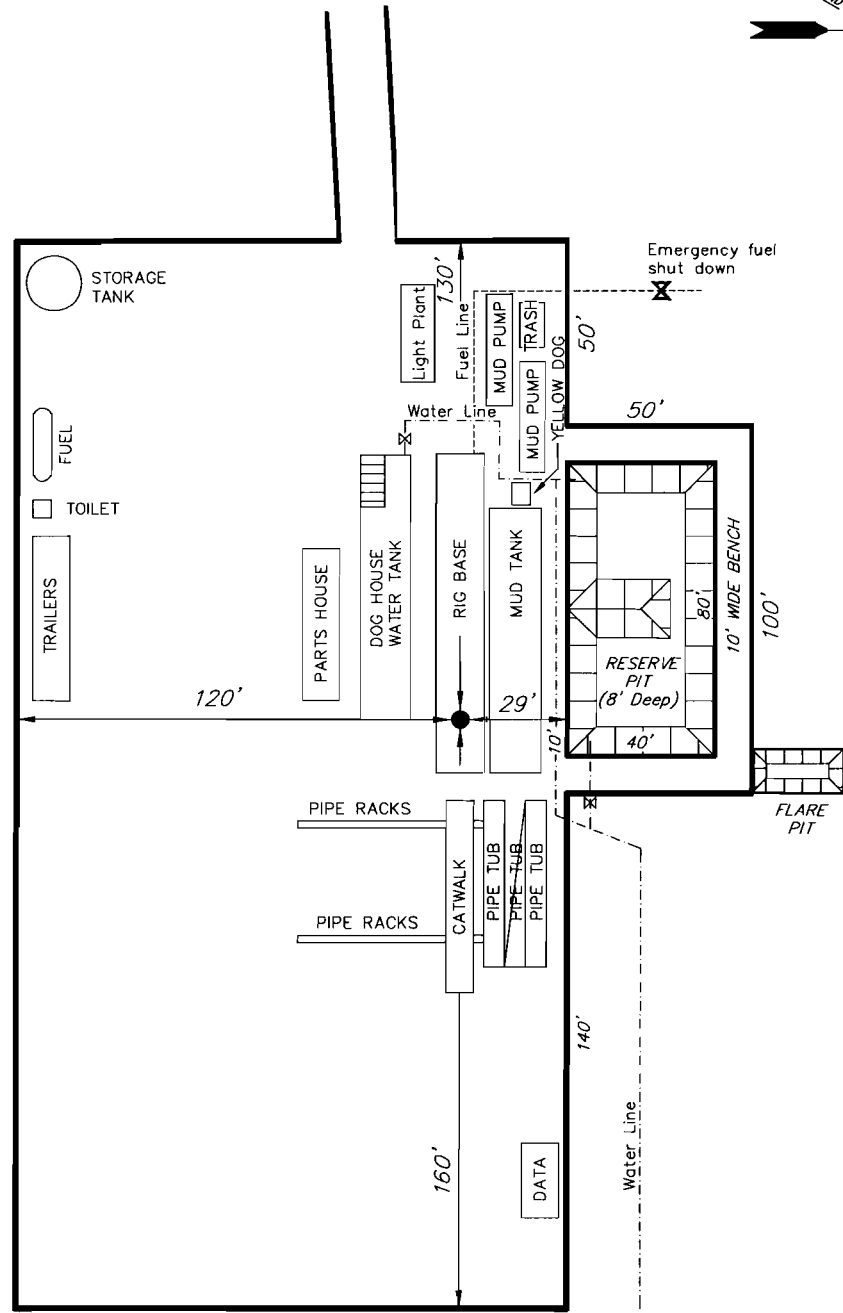 Emergency fuel
shut down
STORAGE
TANK
130'
Light Plant
Fuel Line
MUD PUMP
TRASH
MUD PUMP
YELLOW DOG
50'
50'
Water Line
FUEL
TOILET
TRAILERS
PARTS HOUSE
DOG HOUSE
WATER TANK
RIG BASE
MUD TANK
RESERVE
PIT
(8' Deep)
80'
10' WIDE BENCH
100'
120'
29'
10'
40'
FLARE
PIT
PIPE RACKS
PIPE RACKS
CATWALK
PIPE TUB
PIPE TUB
PIPE TUB
140'
160'
DATA
Water Line